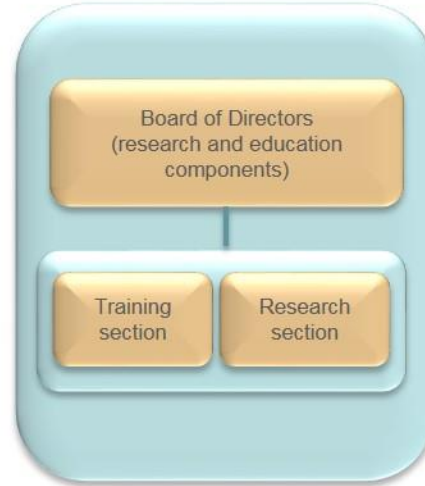 Board of Directors
(research and education
components)
Training
section
Research
section